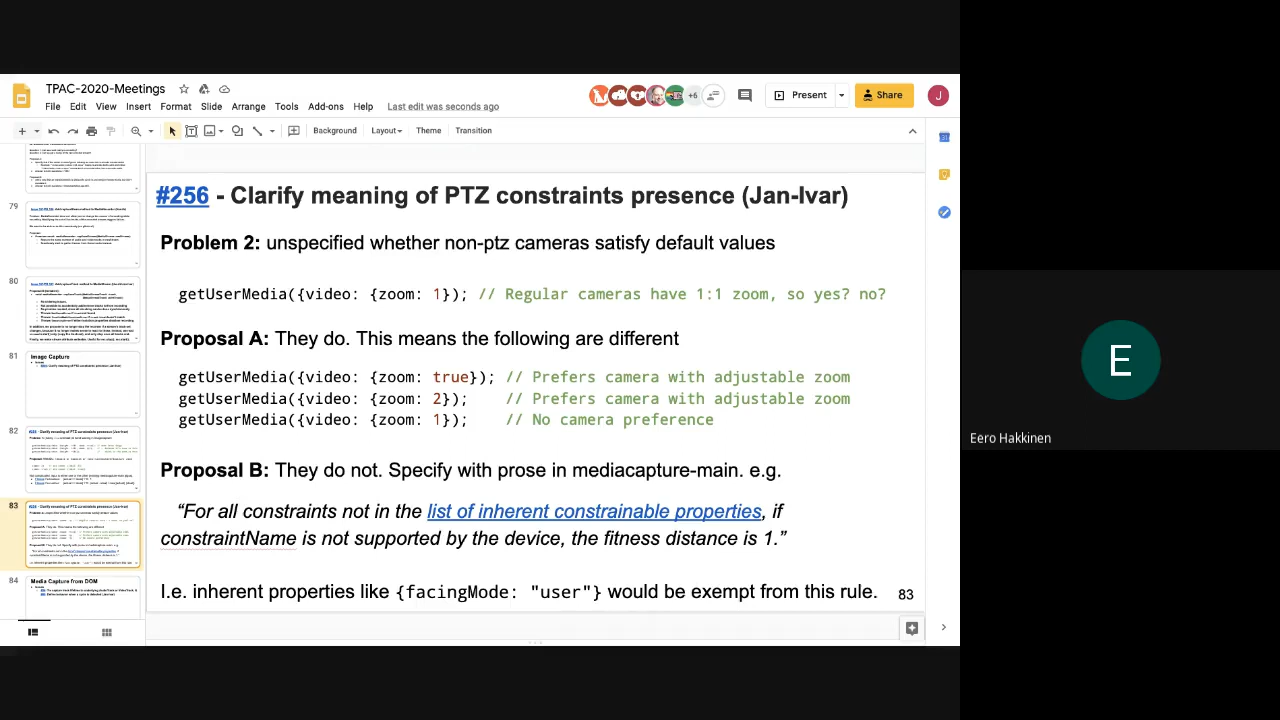 TPAC-2020-Meetings
File Edit View Insert Format Slide Arrange Tools Add-ons Help Last edit was seconds ago
+6
Present
Share
J
Background Layout Theme Transition
79
80
81
Image Capture
82
83
84
Media Capture from DOM
#256 - Clarify meaning of PTZ constraints presence (Jan-Ivar)
Problem 2: unspecified whether non-ptz cameras satisfy default values
getUserMedia({video: {zoom: 1}}); // Regular cameras have 1:1 zoom, so yes? no?
Proposal A: They do. This means the following are different
getUserMedia({video: {zoom: true}}); // Prefers camera with adjustable zoom
getUserMedia({video: {zoom: 2}}); // Prefers camera with adjustable zoom
getUserMedia({video: {zoom: 1}}); // No camera preference
Proposal B: They do not. Specify with prose in mediacapture-main. e.g.
“For all constraints not in the list of inherent constrainable properties, if
constraintName is not supported by the device, the fitness distance is 1.”
I.e. inherent properties like {facingMode: "user"} would be exempt from this rule.
83
E
Eero Hakkinen